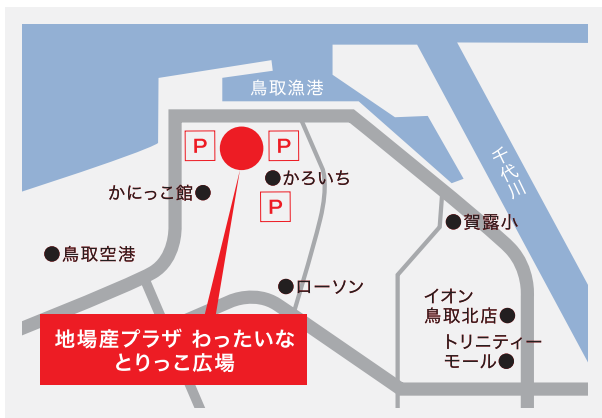 鳥取漁港
千代川
P
P
かろいち
かにっこ館
P
賀露小
鳥取空港
ローソン
イオン
鳥取北店
地場産プラザ わったいな
とりっこ広場
トリニティー
モール